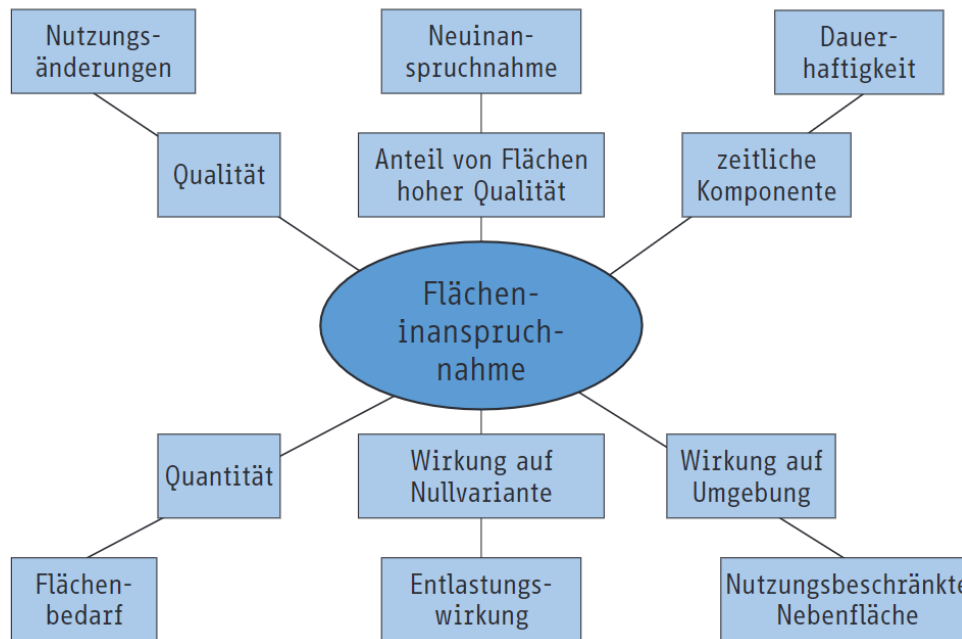 Nutzungs-
änderungen
Neuinan-
spruchnahme
Dauer-
haftigkeit
Qualität
Anteil von Flächen
hoher Qualität
zeitliche
Komponente
Flächen-
inanspruch-
nahme
Quantität
Wirkung auf
Nullvariante
Wirkung auf
Umgebung
Flächen-
bedarf
Entlastungs-
wirkung
Nutzungsbeschränkte
Nebenfläche